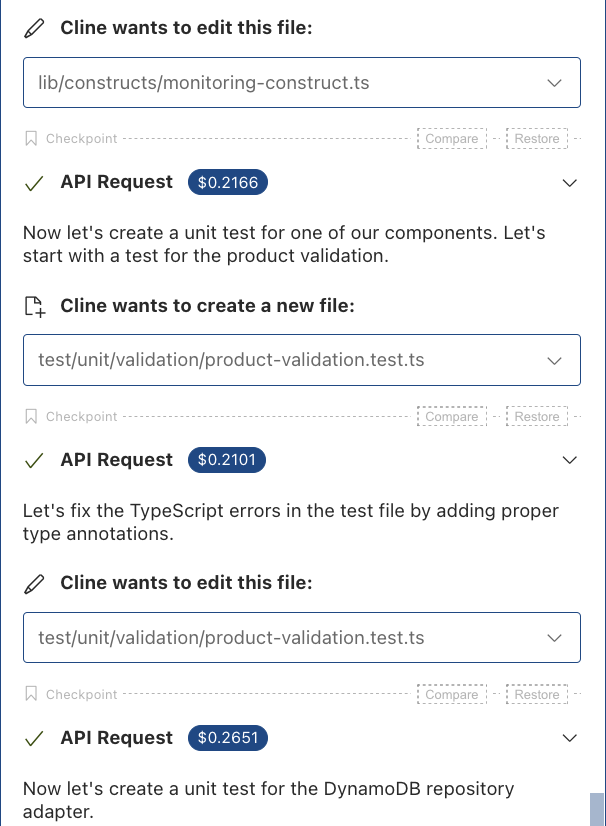 Cline wants to edit this file:
lib/constructs/monitoring-construct.ts
Checkpoint Compare Restore
API Request $0.2166
Now let's create a unit test for one of our components. Let's
start with a test for the product validation.
Cline wants to create a new file:
test/unit/validation/product-validation.test.ts
Checkpoint Compare Restore
API Request $0.2101
Let's fix the TypeScript errors in the test file by adding proper
type annotations.
Cline wants to edit this file:
test/unit/validation/product-validation.test.ts
Checkpoint Compare Restore
API Request $0.2651
Now let's create a unit test for the DynamoDB repository
adapter.